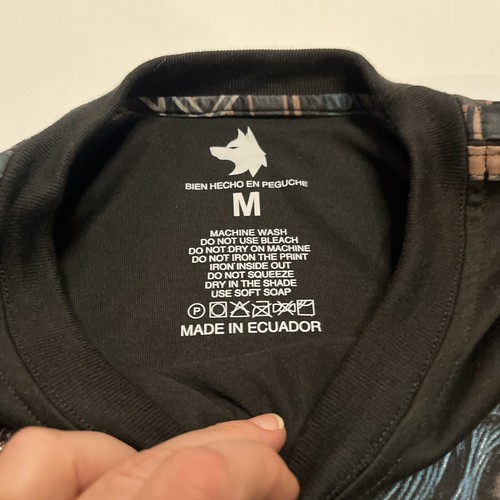 BIEN HECHO EN PEGUCHE
M
MACHINE WASH
DO NOT USE BLEACH
DO NOT DRY ON MACHINE
DO NOT IRON THE PRINT
IRON INSIDE OUT
DO NOT SQUEEZE
DRY IN THE SHADE
USE SOFT SOAP
P
MADE IN ECUADOR